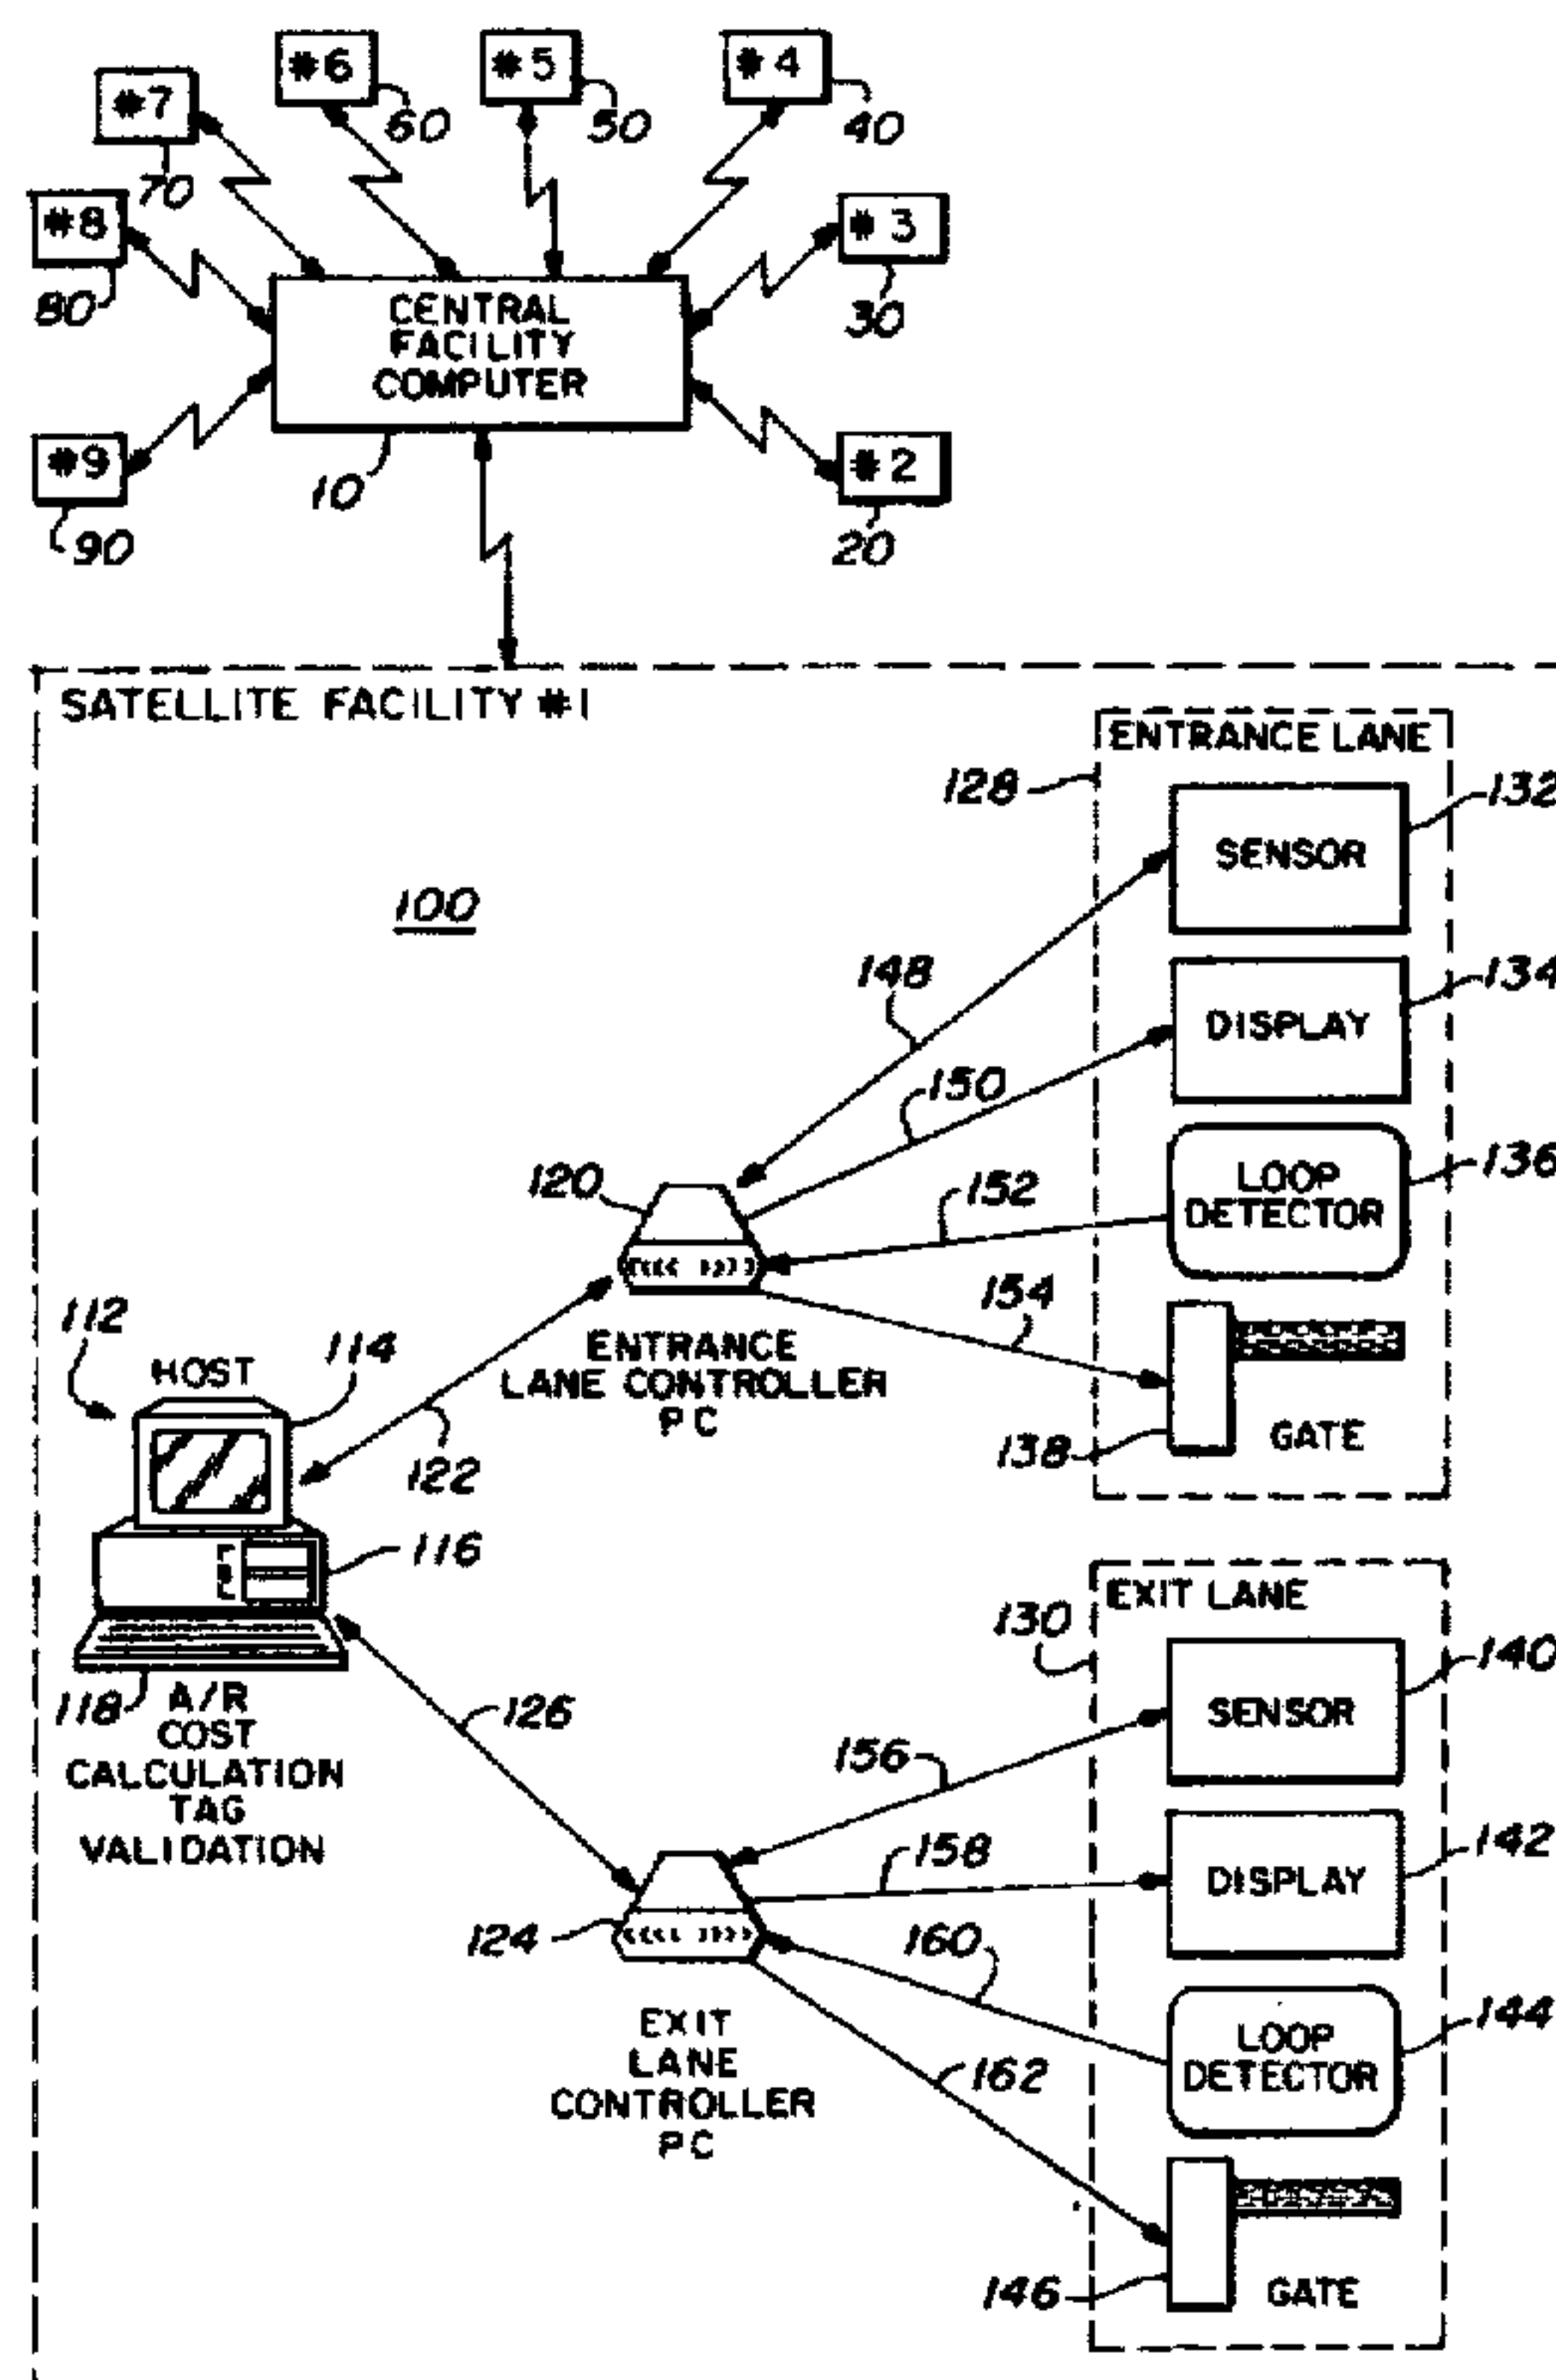 #6
#5
#4
#7
60
50
40
70
#8
#3
80
30
CENTRAL
FACILITY
COMPUTER
#9
#2
10
90
20
SATELLITE FACILITY #1
ENTRANCE LANE
128
132
SENSOR
100
148
134
DISPLAY
150
120
152
136
LOOP
DETECTOR
154
112
114
HOST
ENTRANCE
LANE CONTROLLER
PC
122
138
GATE
116
EXIT LANE
130
140
SENSOR
118
A/R
COST
CALCULATION
TAG
VALIDATION
126
156
158
142
DISPLAY
124
160
EXIT
LANE
CONTROLLER
PC
162
144
LOOP
DETECTOR
146
GATE